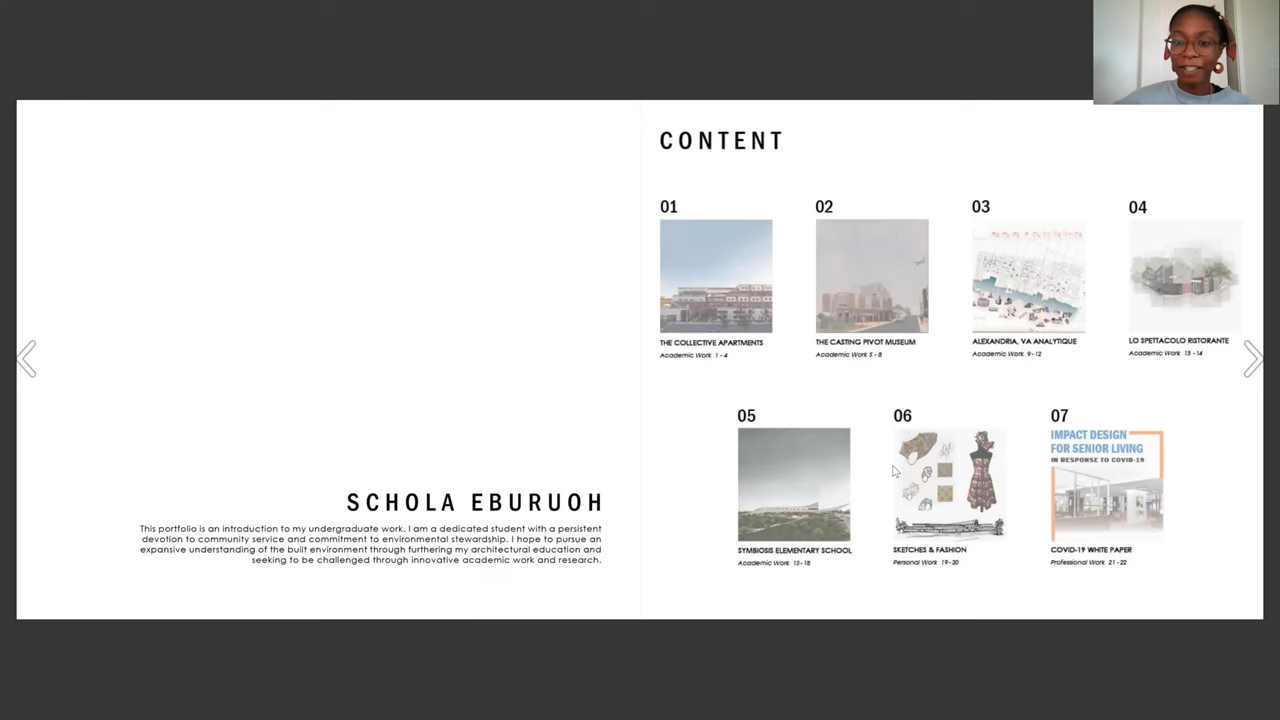 CONTENT
01
02
03
04
THE COLLECTIVE APARTMENTS
THE CASTING PIVOT MUSEUM
ALEXANDRIA, VA ANALYTIQUE
LO SPETTACOLO RISTORANTE
Academic Work 1 - 4
Academic Work 5 - 8
Academic Work 9 - 12
Academic Work 13 - 14
05
06
07
IMPACT DESIGN
FOR SENIOR LIVING
IN RESPONSE TO COVID-19
SYMBIOSIS ELEMENTARY SCHOOL
SKETCHES & FASHION
COVID-19 WHITE PAPER
Academic Work 15 - 18
Personal Work 19 - 20
Professional Work 21 - 22
SCHOLA EBURUOH
This portfolio is an introduction to my undergraduate work. I am a dedicated student with a persistent
devotion to community service and commitment to environmental stewardship. I hope to pursue an
expansive understanding of the built environment through furthering my architectural education and
seeking to be challenged through innovative academic work and research.